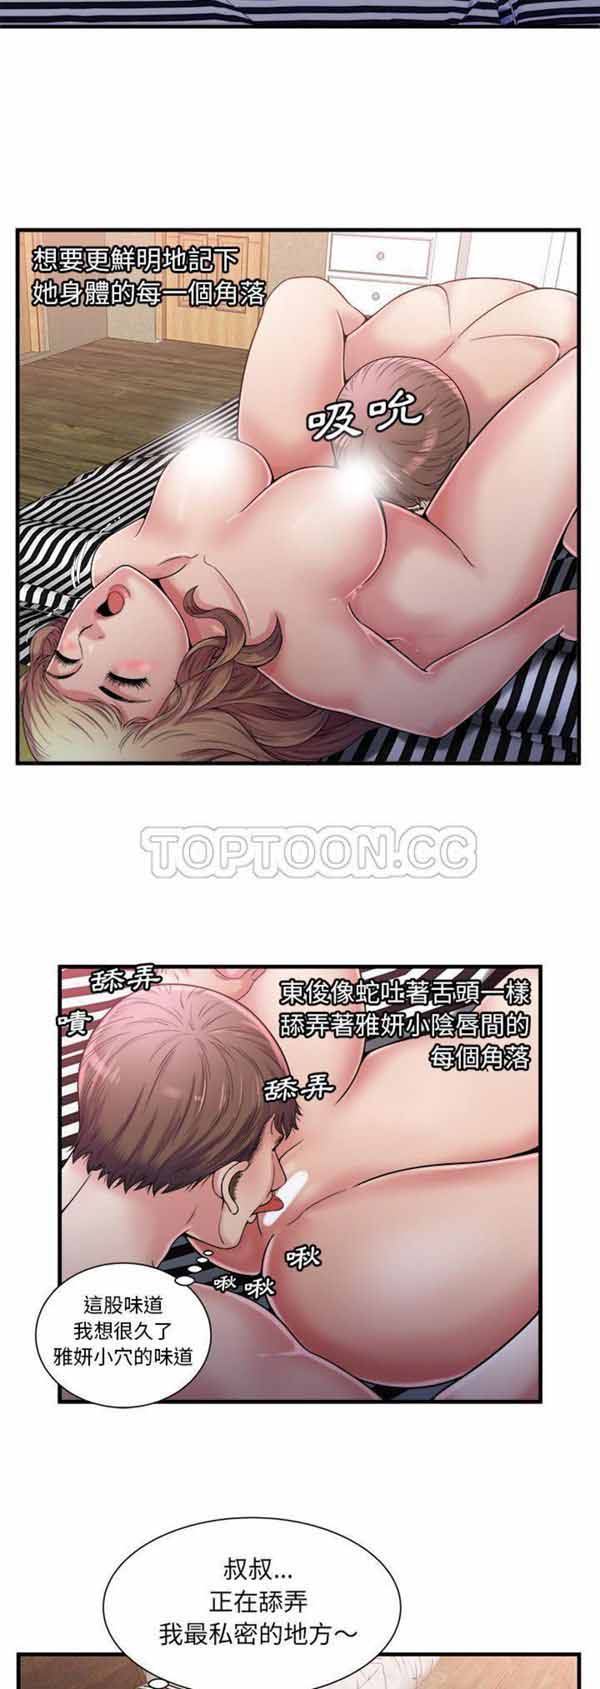 想要更鮮明地記下
她身體的每一個角落
吸吮
TOPTOON.CC
舔弄
嘖
東俊像蛇吐著舌頭一樣
舔弄著雅妍小陰唇間的
每個角落
舔弄
啾
啾
啾
這股味道
我想很久了
雅妍小穴的味道
叔叔...
正在舔弄
我最私密的地方～